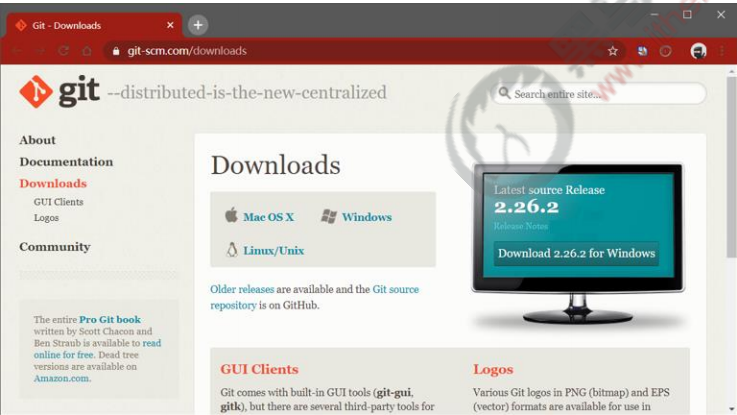 Git - Downloads
git-scm.com/downloads
git --distributed-is-the-new-centralized
Search entire site...
About
Documentation
Downloads
GUI Clients
Logos
Community
The entire Pro Git book
written by Scott Chacon and
Ben Straub is available to read
online for free. Dead tree
versions are available on
Amazon.com.
Downloads
Mac OS X
Windows
Linux/Unix
Older releases are available and the Git source
repository is on GitHub.
Latest source Release
2.26.2
Release Notes
Download 2.26.2 for Windows
GUI Clients
Git comes with built-in GUI tools (git-gui,
gitk), but there are several third-party tools for
Logos
Various Git logos in PNG (bitmap) and EPS
(vector) formats are available for use in